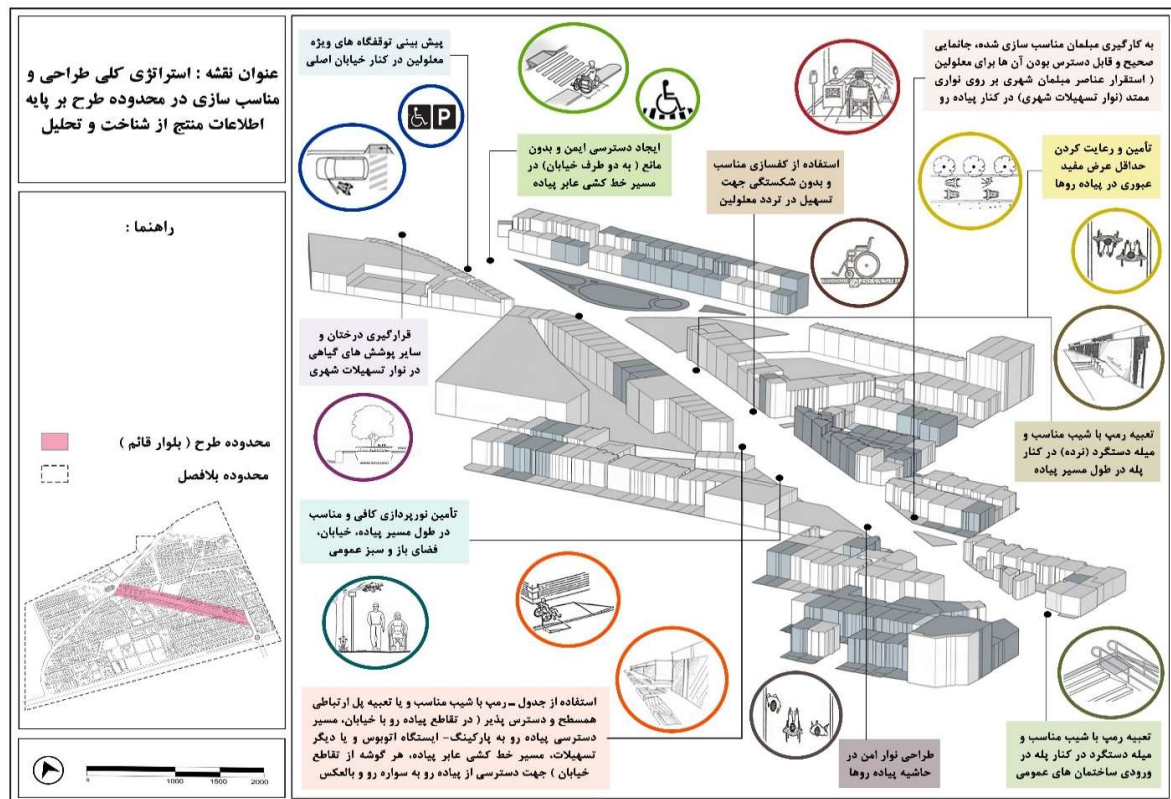 عنوان نقشه : استراتژی کلی طراحی و
مناسب سازی در محدوده طرح بر پایه
اطلاعات منتج از شناخت و تحلیل
راهنما :
محدوده طرح ( بلوار قائم )
محدوده بلافصل
0
1000
1500
2000
پیش بینی توقفگاه های ویژه
معلولین در کنار خیابان اصلی
P
ایجاد دسترسی ایمن و بدون
مانع ( به دو طرف خیابان) در
مسیر خط کشی عابر پیاده
استفاده از کفسازی مناسب
و بدون شکستگی جهت
تسهیل در تردد معلولین
به کارگیری مبلمان مناسب سازی شده، جانمایی
صحیح و قابل دسترس بودن آن ها برای معلولین
( استقرار عناصر مبلمان شهری بر روی نواری
ممتد (نوار تسهیلات شهری) در کنار پیاده رو
تأمین و رعایت کردن
حداقل عرض مفید
عبوری در پیاده روها
قرارگیری درختان و
سایر پوشش های گیاهی
در نوار تسهیلات شهری
تعبیه رمپ با شیب مناسب و
میله دستگرد (نرده) در کنار
پله در طول مسیر پیاده
تأمین نورپردازی کافی و مناسب
در طول مسیر پیاده، خیابان،
فضای باز و سبز عمومی
استفاده از جدول – رمپ با شیب مناسب و یا تعبیه پل ارتباطی
همسطح و دسترس پذیر ( در تقاطع پیاده رو با خیابان، مسیر
دسترسی پیاده رو به پارکینگ- ایستگاه اتوبوس و یا دیگر
تسهیلات، مسیر خط کشی عابر پیاده، هر گوشه از تقاطع
خیابان ) جهت دسترسی از پیاده رو به سواره رو و بالعکس
طراحی نوار امن در
حاشیه پیاده روها
تعبیه رمپ با شیب مناسب و
میله دستگرد در کنار پله در
ورودی ساختمان های عمومی